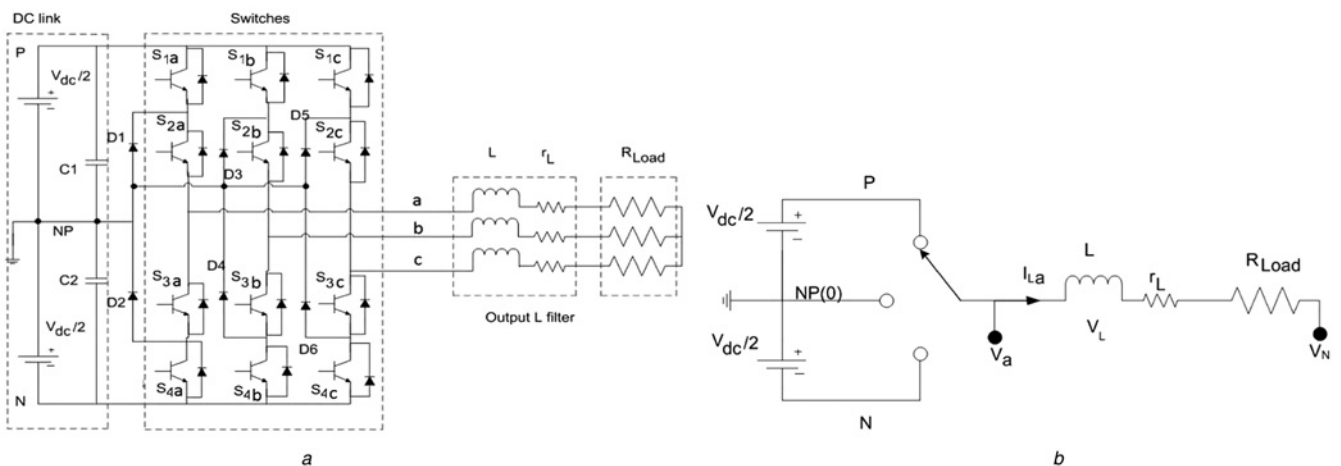 DC link
Switches
P
S1a
S1b
S1c
Vdc/2
+
–
D5
D1
S2a
S2b
S2c
C1
D3
L
rL
RLoad
a
NP
b
c
C2
D2
S3a
D4
S3b
S3c
Output L filter
Vdc/2
+
–
D6
S4a
S4b
S4c
N
a
P
Vdc/2
+
–
NP(0)
ILa
L
rL
RLoad
VL
Vdc/2
+
–
Va
VN
N
b